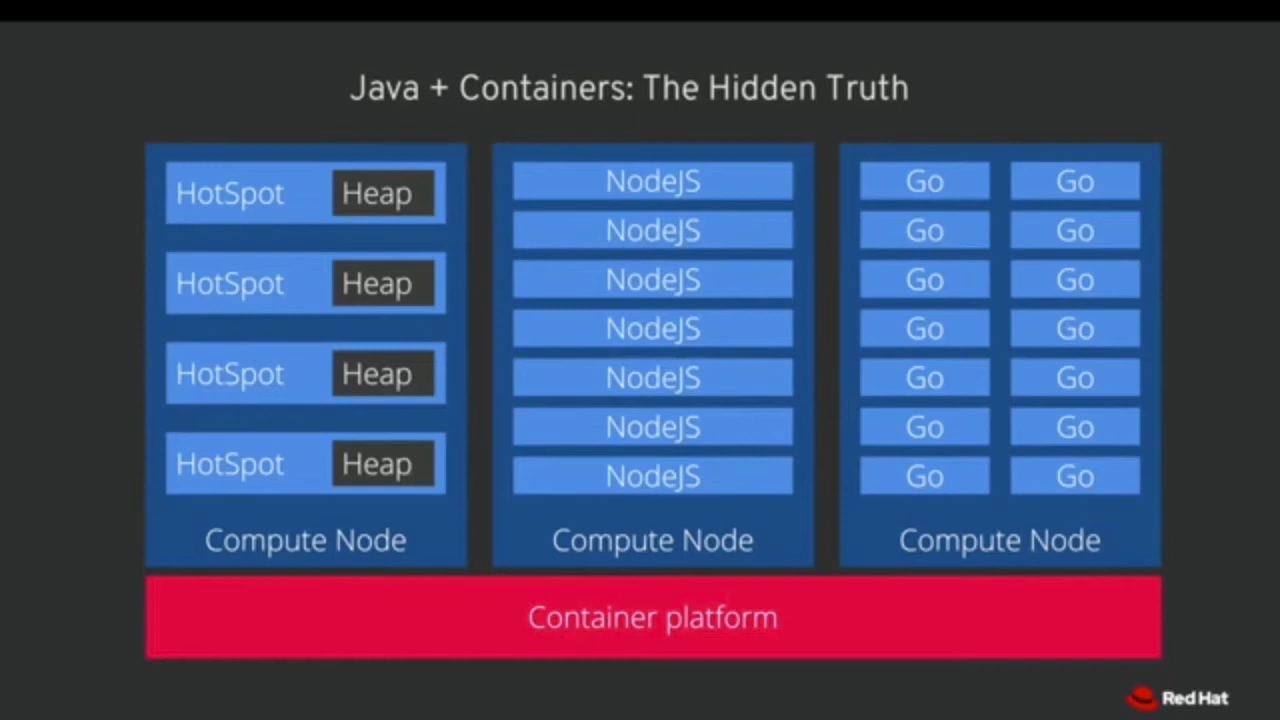 Java + Containers: The Hidden Truth
HotSpot Heap
HotSpot Heap
HotSpot Heap
HotSpot Heap
Compute Node
NodeJS
NodeJS
NodeJS
NodeJS
NodeJS
NodeJS
NodeJS
Compute Node
Go Go
Go Go
Go Go
Go Go
Go Go
Go Go
Go Go
Compute Node
Container platform
Red Hat